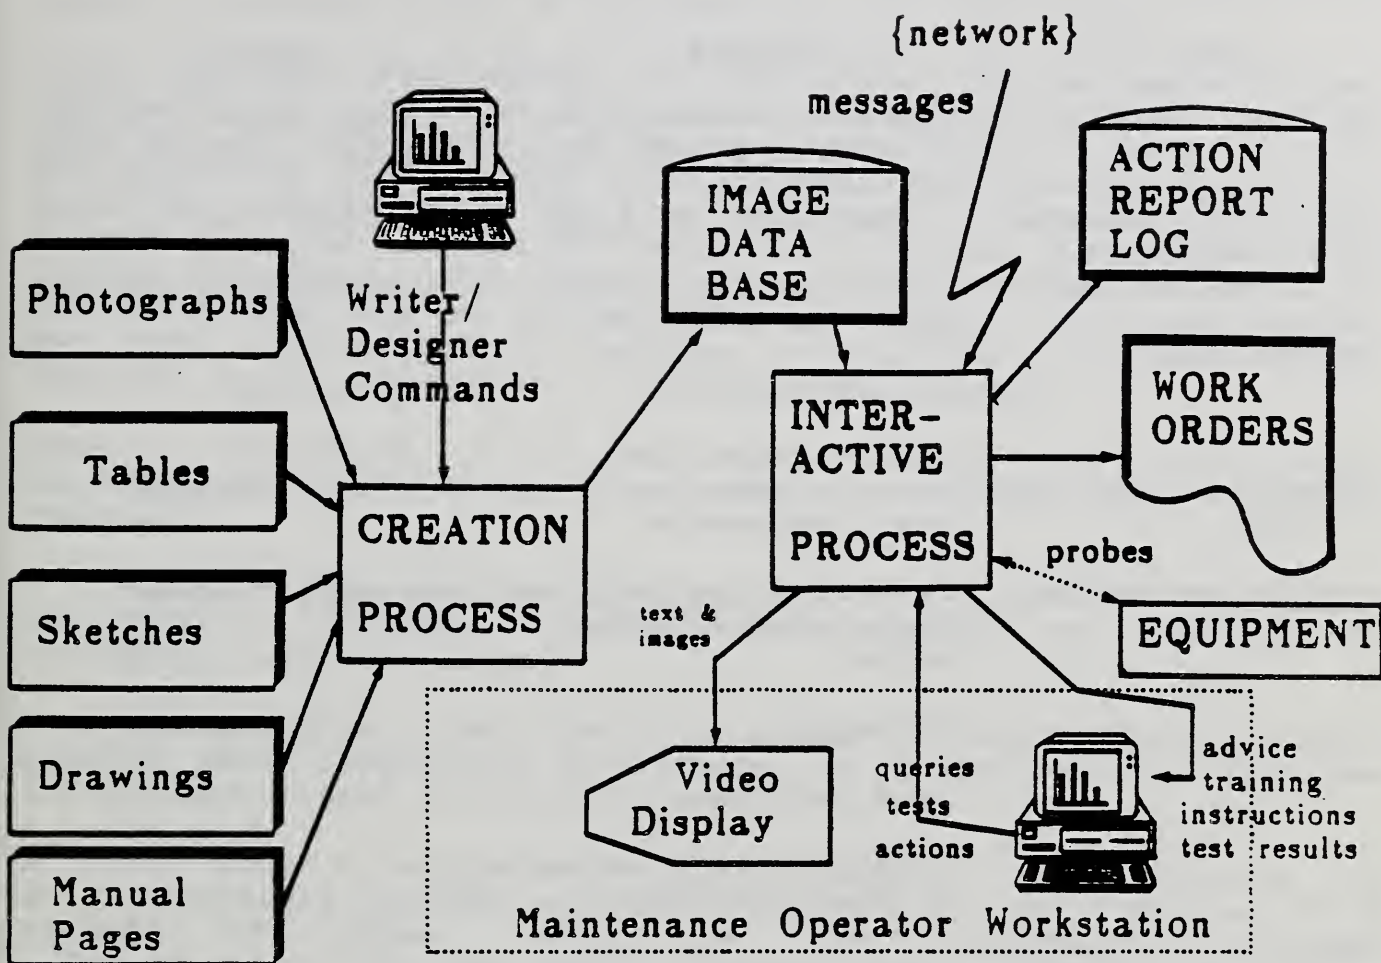 {network}
messages
ACTION
REPORT
LOG
IMAGE
DATA
BASE
Photographs
Writer/
Designer
Commands
WORK
ORDERS
INTER-
ACTIVE
PROCESS
Tables
CREATION
PROCESS
probes
Sketches
text &
images
EQUIPMENT
Drawings
Video
Display
queries
tests
actions
advice
training
instructions
test results
Manual
Pages
Maintenance Operator Workstation